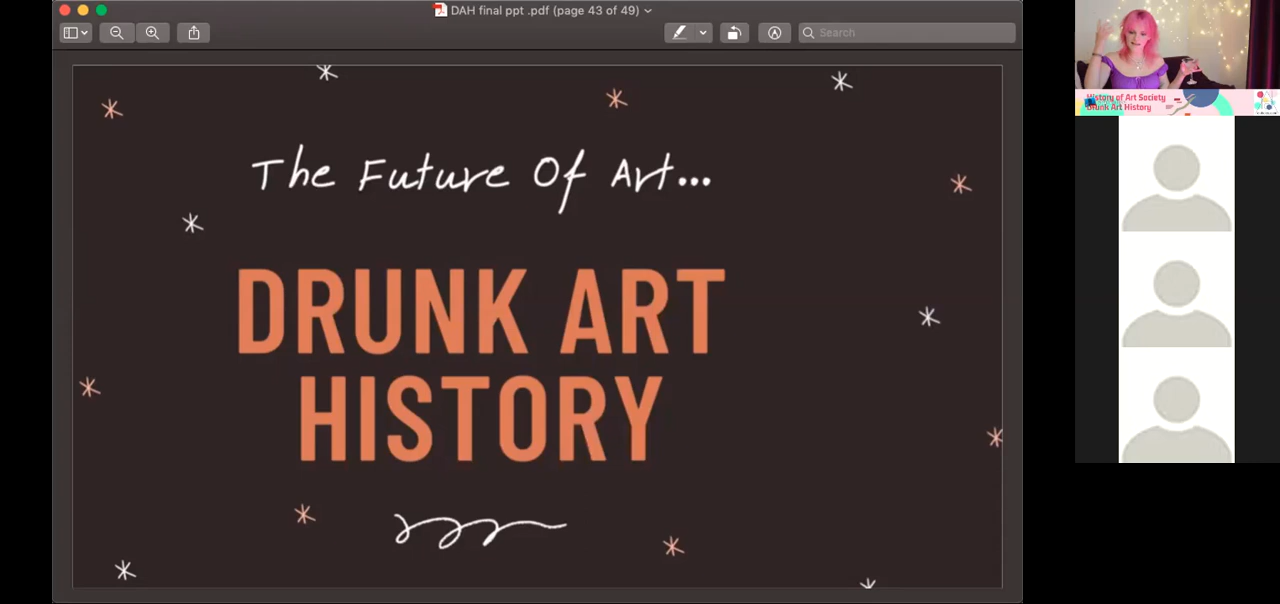 DAH final ppt .pdf (page 43 of 49)
Search
The Future Of Art...
DRUNK ART
HISTORY
History of Art Society
Drunk Art History